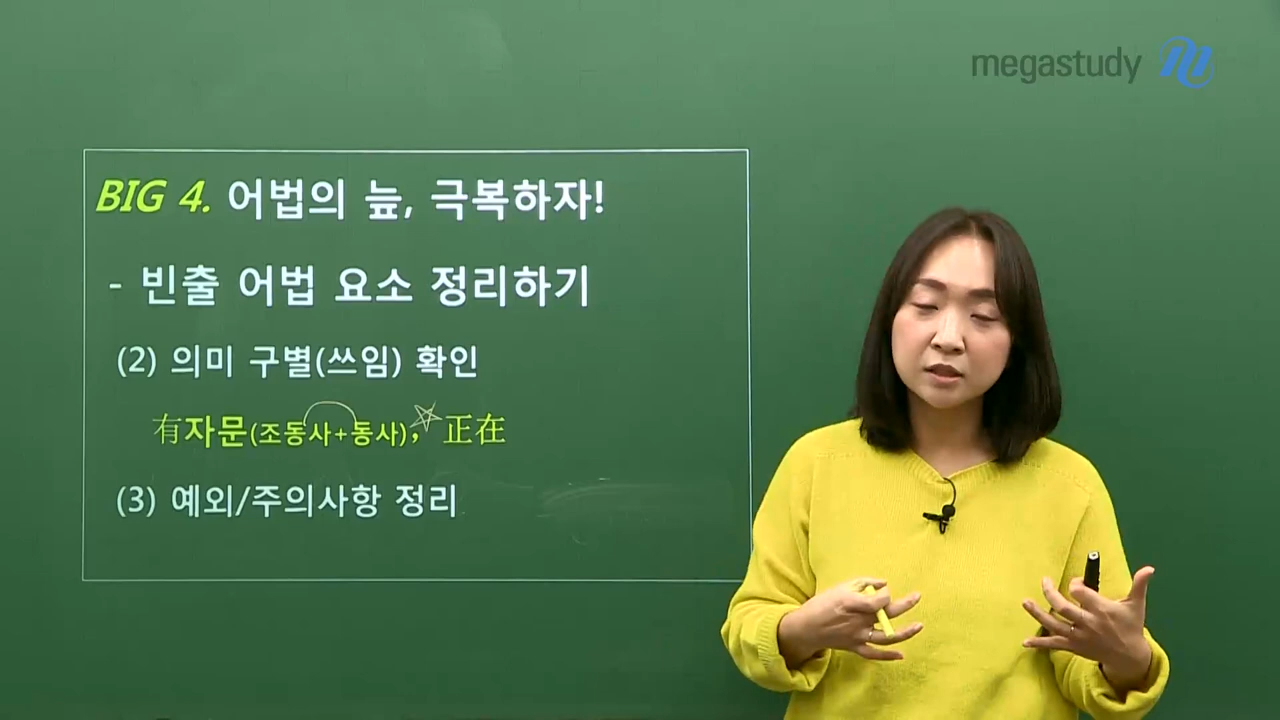 megastudy
BIG 4. 어법의 늪, 극복하자!
- 빈출 어법 요소 정리하기
(2) 의미 구별(쓰임) 확인
有자문(조동사+동사), 正在
(3) 예외/주의사항 정리